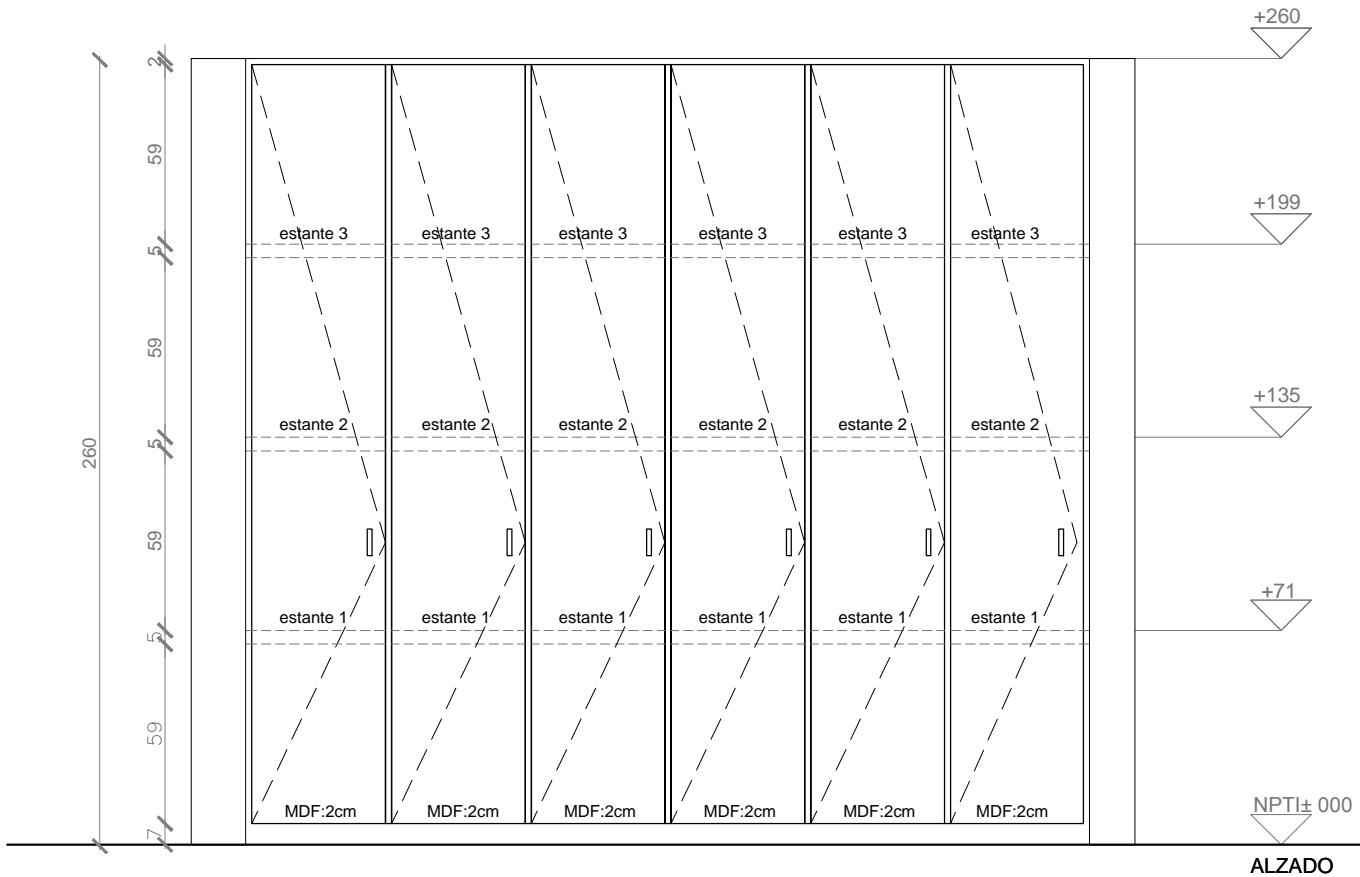 +260
2
59
estante 3 estante 3 estante 3 estante 3 estante 3 estante 3
+199
5
59
estante 2 estante 2 estante 2 estante 2 estante 2 estante 2
+135
5
260
59
estante 1 estante 1 estante 1 estante 1 estante 1 estante 1
+71
5
59
MDF:2cm MDF:2cm MDF:2cm MDF:2cm MDF:2cm MDF:2cm
7
NPTI± 000
ALZADO